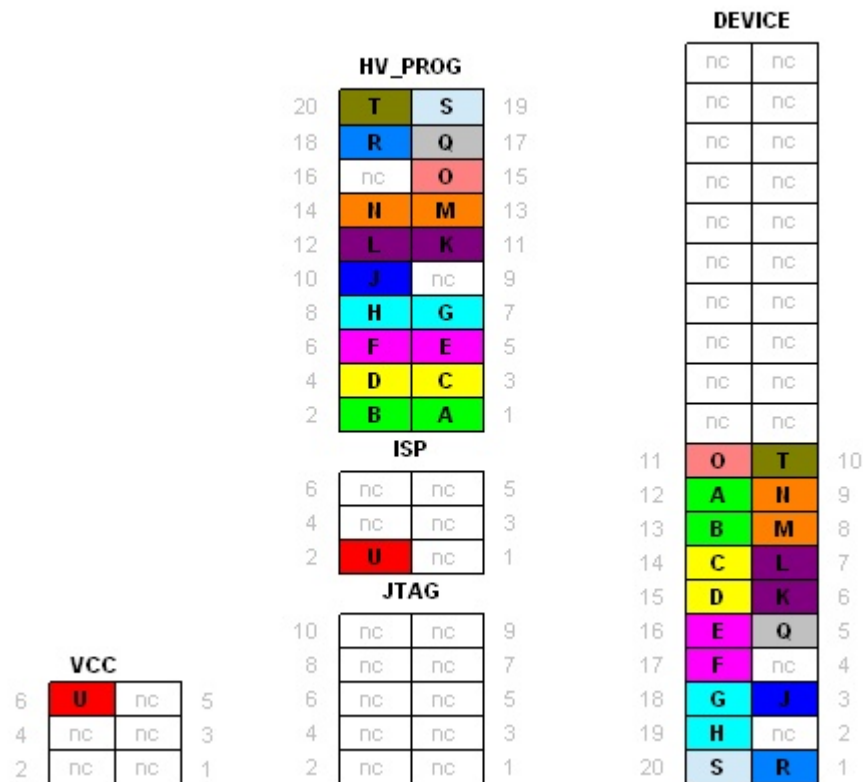 DEVICE
nc nc
nc nc
nc nc
nc nc
nc nc
nc nc
nc nc
nc nc
nc nc
nc nc
11 O T 10
12 A N 9
13 B M 8
14 C L 7
15 D K 6
16 E Q 5
17 F nc 4
18 G J 3
19 H nc 2
20 S R 1
HV_PROG
20 T S 19
18 R Q 17
16 nc O 15
14 N M 13
12 L K 11
10 J nc 9
8 H G 7
6 F E 5
4 D C 3
2 B A 1
ISP
6 nc nc 5
4 nc nc 3
2 U nc 1
JTAG
10 nc nc 9
8 nc nc 7
6 nc nc 5
4 nc nc 3
2 nc nc 1
VCC
6 U nc 5
4 nc nc 3
2 nc nc 1